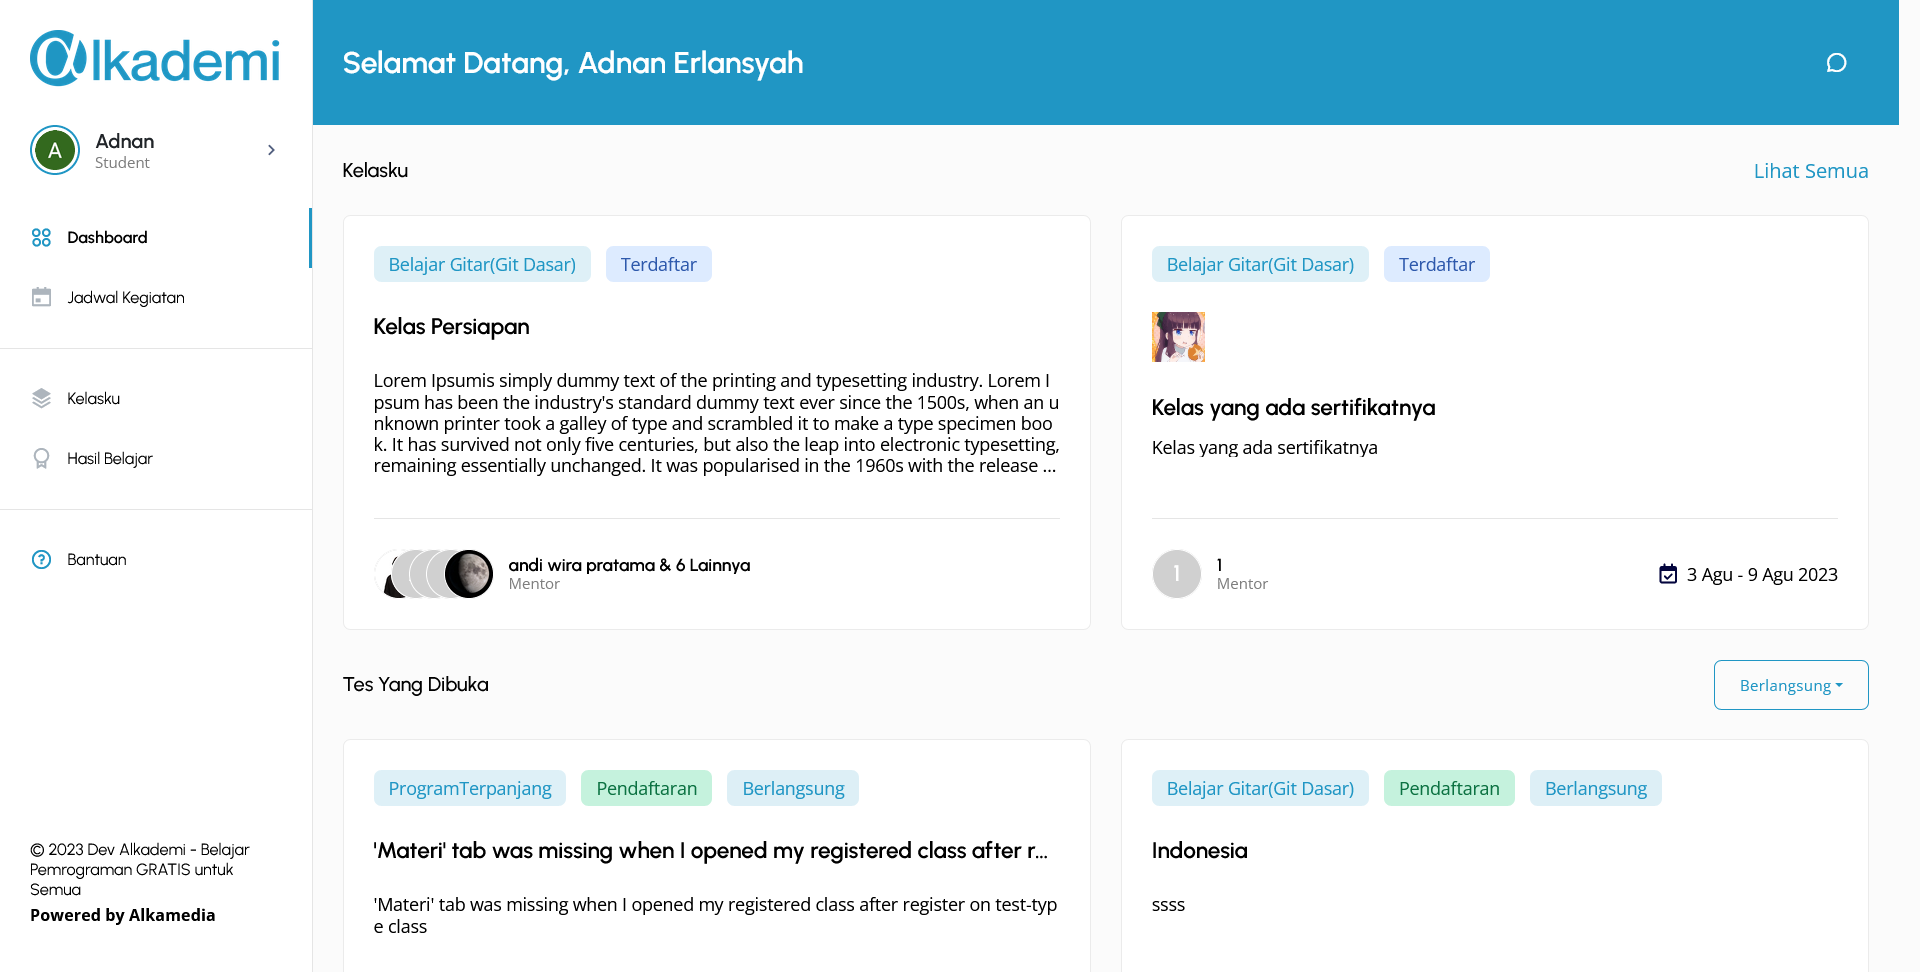 alkademi
Selamat Datang, Adnan Erlansyah
A
Adnan
Student
Dashboard
Jadwal Kegiatan
Kelasku
Hasil Belajar
Bantuan
© 2023 Dev Alkademi - Belajar
Pemrograman GRATIS untuk
Semua
Powered by Alkamedia
Kelasku
Lihat Semua
Belajar Gitar(Git Dasar)
Terdaftar
Kelas Persiapan
Lorem Ipsumis simply dummy text of the printing and typesetting industry. Lorem I
psum has been the industry's standard dummy text ever since the 1500s, when an u
nknown printer took a galley of type and scrambled it to make a type specimen boo
k. It has survived not only five centuries, but also the leap into electronic typesetting,
remaining essentially unchanged. It was popularised in the 1960s with the release ...
andi wira pratama & 6 Lainnya
Mentor
Belajar Gitar(Git Dasar)
Terdaftar
Kelas yang ada sertifikatnya
Kelas yang ada sertifikatnya
1
1
Mentor
3 Agu - 9 Agu 2023
Tes Yang Dibuka
Berlangsung
ProgramTerpanjang
Pendaftaran
Berlangsung
'Materi' tab was missing when I opened my registered class after r...
'Materi' tab was missing when I opened my registered class after register on test-typ
e class
Belajar Gitar(Git Dasar)
Pendaftaran
Berlangsung
Indonesia
ssss